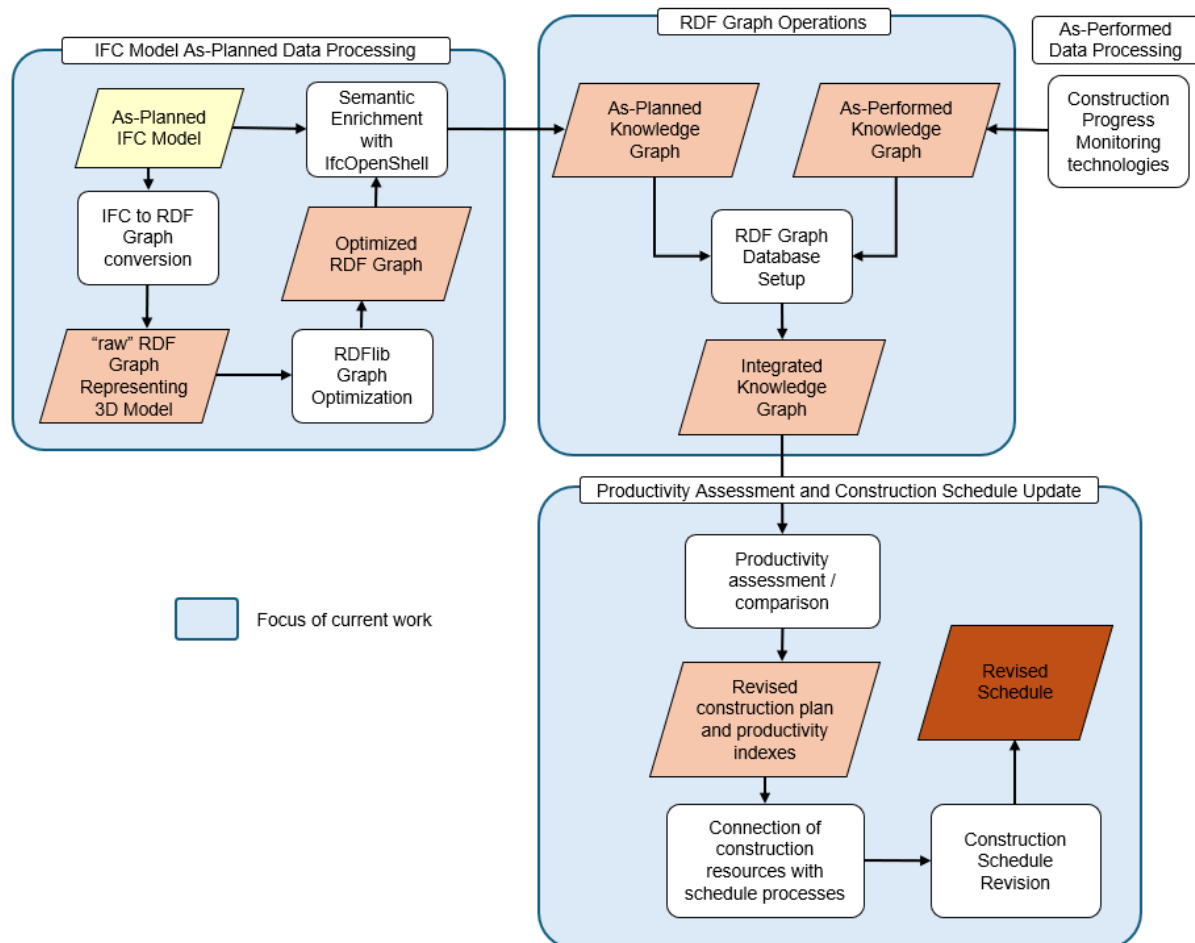 IFC Model As-Planned Data Processing
As-Planned
IFC Model
Semantic
Enrichment
with
IfcOpenShell
IFC to RDF
Graph
conversion
Optimized
RDF Graph
“raw” RDF
Graph
Representing
3D Model
RDFlib
Graph
Optimization
RDF Graph Operations
As-Planned
Knowledge
Graph
As-Performed
Knowledge
Graph
RDF Graph
Database
Setup
Integrated
Knowledge
Graph
As-Performed
Data Processing
Construction
Progress
Monitoring
technologies
Productivity Assessment and Construction Schedule Update
Productivity
assessment /
comparison
Revised
construction plan
and productivity
indexes
Connection of
construction
resources with
schedule processes
Construction
Schedule
Revision
Revised
Schedule
Focus of current work